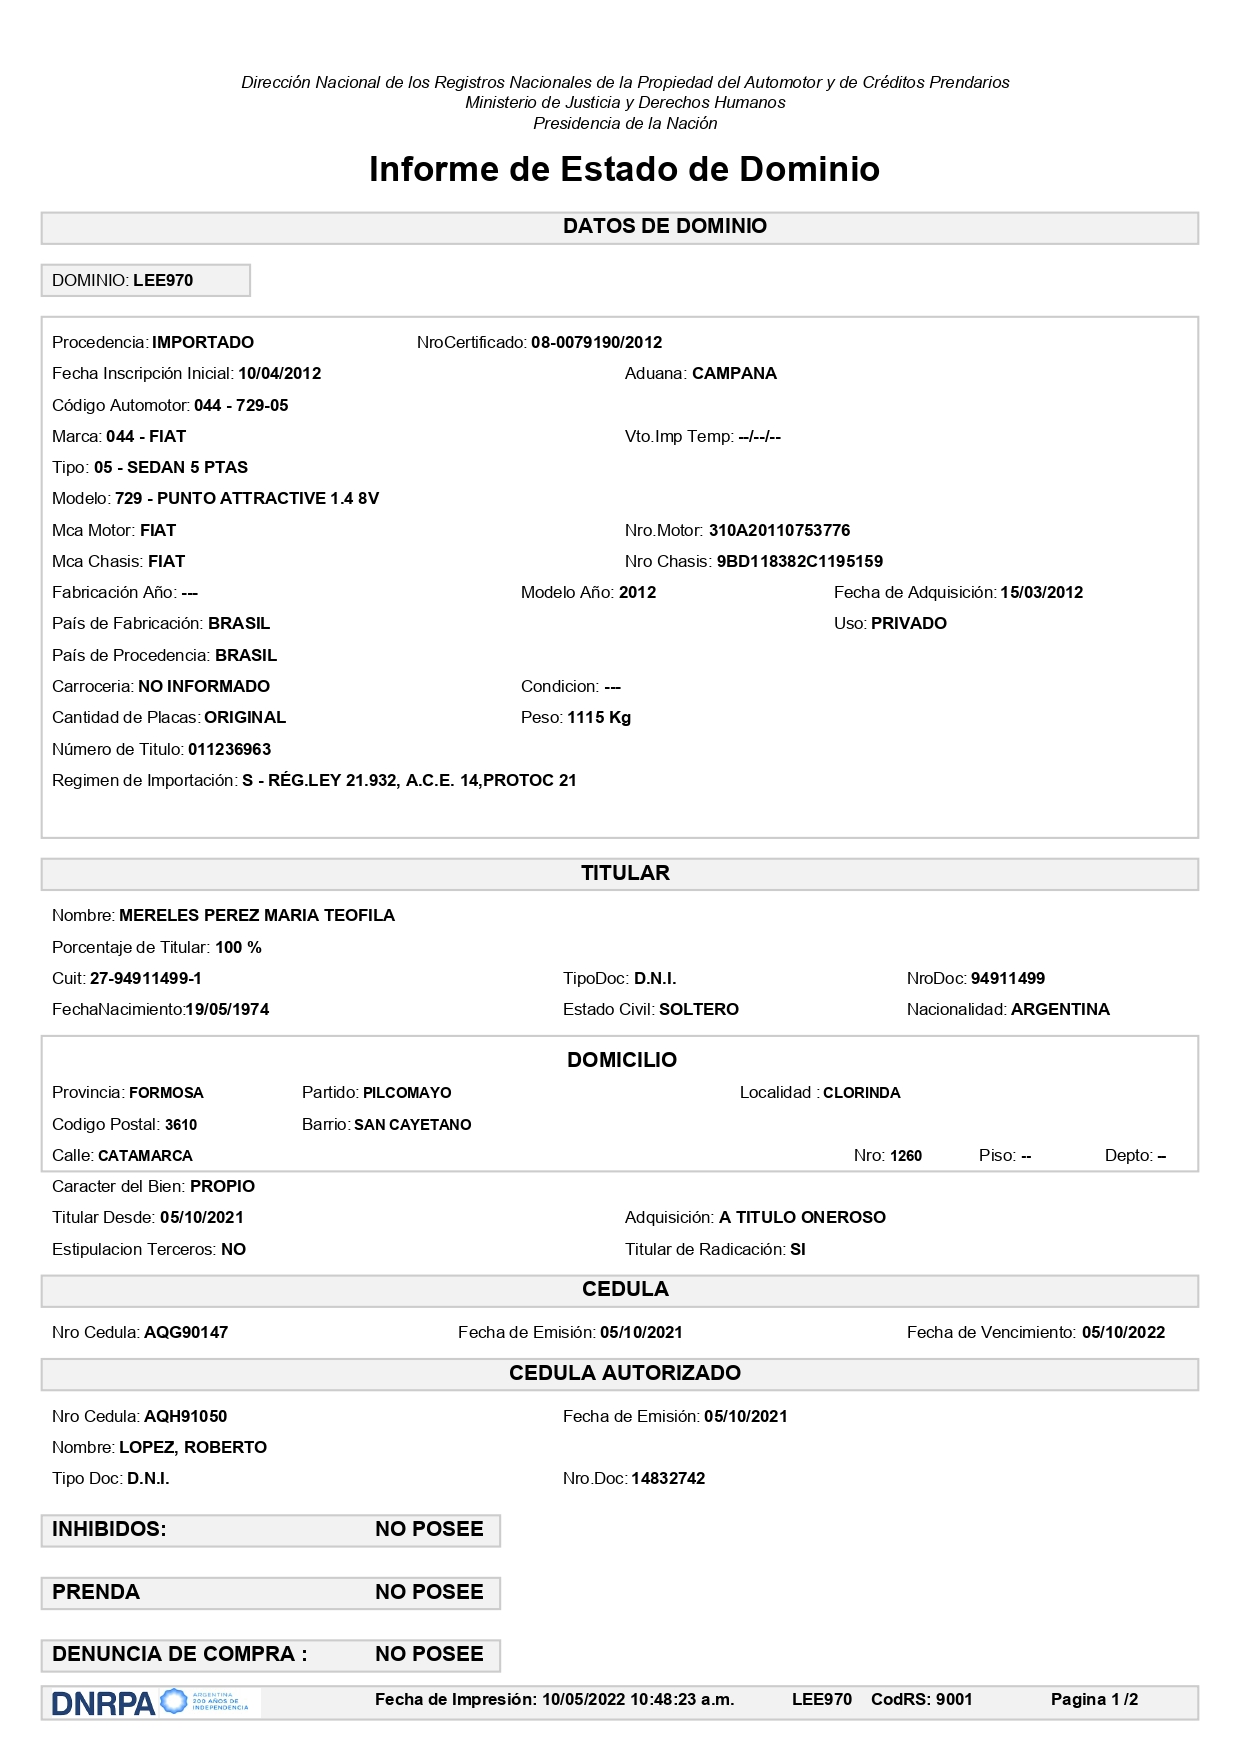 Dirección Nacional de los Registros Nacionales de la Propiedad del Automotor y de Créditos Prendarios
Ministerio de Justicia y Derechos Humanos
Presidencia de la Nación
Informe de Estado de Dominio
DATOS DE DOMINIO
DOMINIO: LEE970
Procedencia: IMPORTADO NroCertificado: 08-0079190/2012
Fecha Inscripción Inicial: 10/04/2012 Aduana: CAMPANA
Código Automotor: 044 - 729-05
Marca: 044 - FIAT Vto.Imp Temp: --/--/--
Tipo: 05 - SEDAN 5 PTAS
Modelo: 729 - PUNTO ATTRACTIVE 1.4 8V
Mca Motor: FIAT Nro.Motor: 310A20110753776
Mca Chasis: FIAT Nro Chasis: 9BD118382C1195159
Fabricación Año: --- Modelo Año: 2012 Fecha de Adquisición: 15/03/2012
País de Fabricación: BRASIL Uso: PRIVADO
País de Procedencia: BRASIL
Carroceria: NO INFORMADO Condicion: ---
Cantidad de Placas: ORIGINAL Peso: 1115 Kg
Número de Titulo: 011236963
Regimen de Importación: S - RÉG.LEY 21.932, A.C.E. 14,PROTOC 21
TITULAR
Nombre: MERELES PEREZ MARIA TEOFILA
Porcentaje de Titular: 100 %
Cuit: 27-94911499-1 TipoDoc: D.N.I. NroDoc: 94911499
FechaNacimiento:19/05/1974 Estado Civil: SOLTERO Nacionalidad: ARGENTINA
DOMICILIO
Provincia: FORMOSA Partido: PILCOMAYO Localidad : CLORINDA
Codigo Postal: 3610 Barrio: SAN CAYETANO
Calle: CATAMARCA Nro: 1260 Piso: -- Depto: --
Caracter del Bien: PROPIO
Titular Desde: 05/10/2021 Adquisición: A TITULO ONEROSO
Estipulacion Terceros: NO Titular de Radicación: SI
CEDULA
Nro Cedula: AQG90147 Fecha de Emisión: 05/10/2021 Fecha de Vencimiento: 05/10/2022
CEDULA AUTORIZADO
Nro Cedula: AQH91050 Fecha de Emisión: 05/10/2021
Nombre: LOPEZ, ROBERTO
Tipo Doc: D.N.I. Nro.Doc: 14832742
INHIBIDOS: NO POSEE
PRENDA NO POSEE
DENUNCIA DE COMPRA : NO POSEE
DNRPA ARGENTINA 200 AÑOS DE INDEPENDENCIA Fecha de Impresión: 10/05/2022 10:48:23 a.m. LEE970 CodRS: 9001 Pagina 1 /2